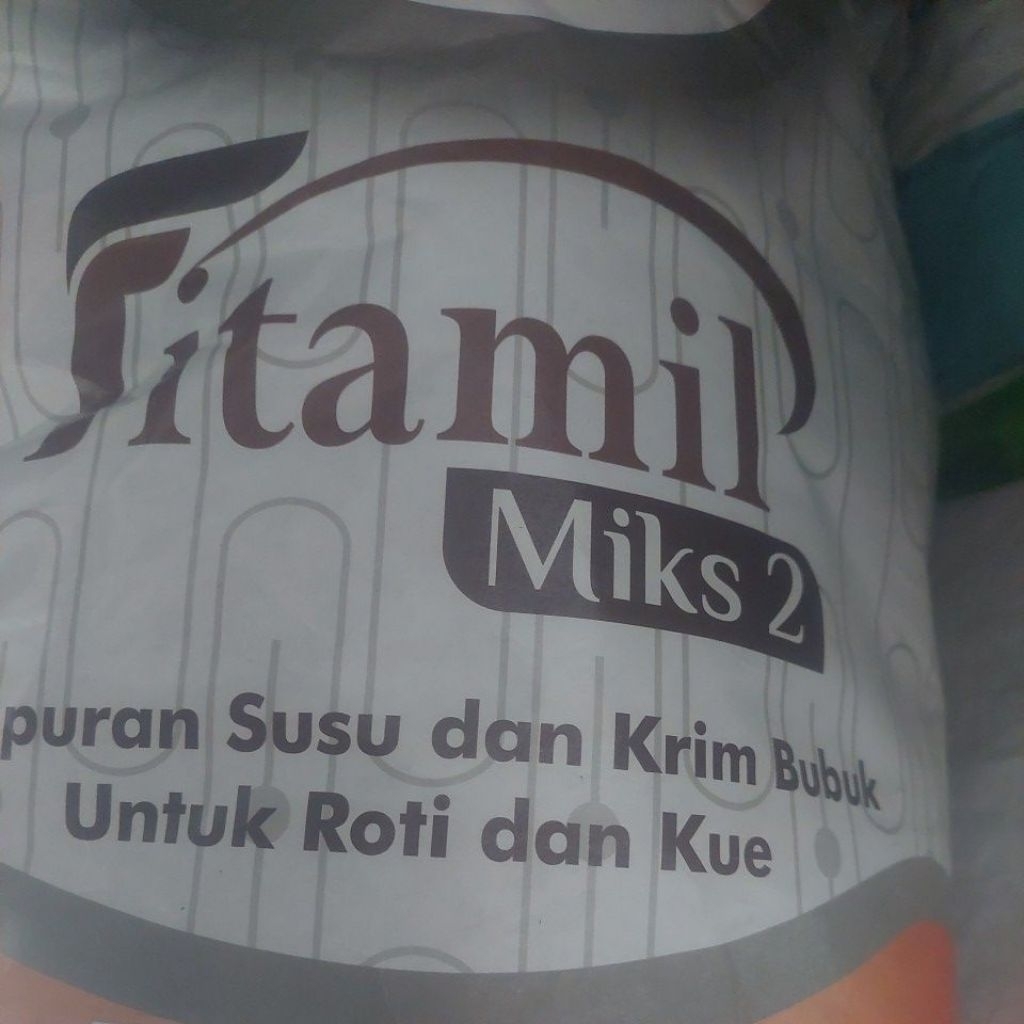 Fitamil
Miks 2
puran Susu dan Krim Bubuk
Untuk Roti dan Kue